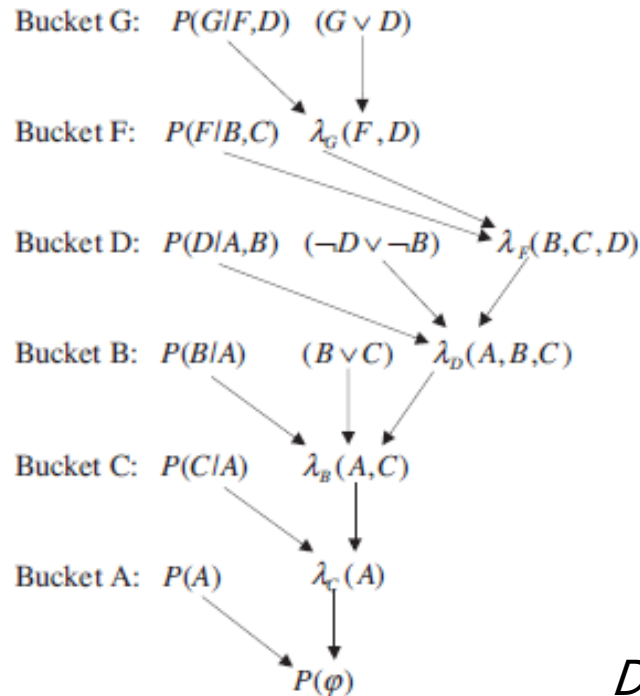 Bucket G: P(G|F,D) (G ∨ D)
Bucket F: P(F|B,C) λ_G(F,D)
Bucket D: P(D|A,B) (¬D ∨ ¬B) λ_F(B,C,D)
Bucket B: P(B|A) (B ∨ C) λ_D(A,B,C)
Bucket C: P(C|A) λ_B(A,C)
Bucket A: P(A) λ_C(A)
P(φ)
D